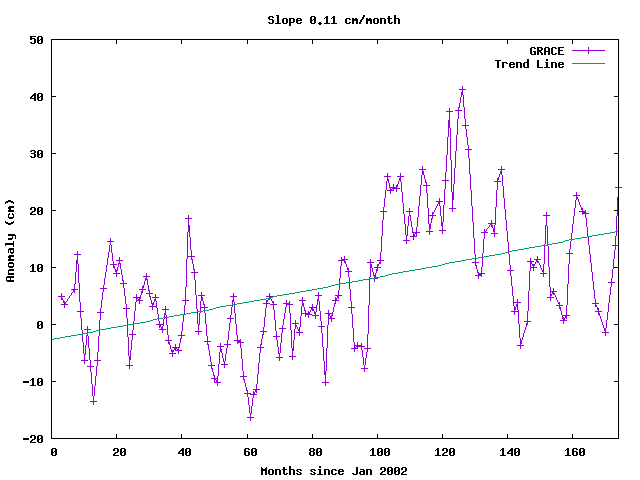 Slope 0.11 cm/month
50
GRACE
Trend Line
40
30
20
10
0
-10
-20
Anomaly (cm)
0 20 40 60 80 100 120 140 160
Months since Jan 2002